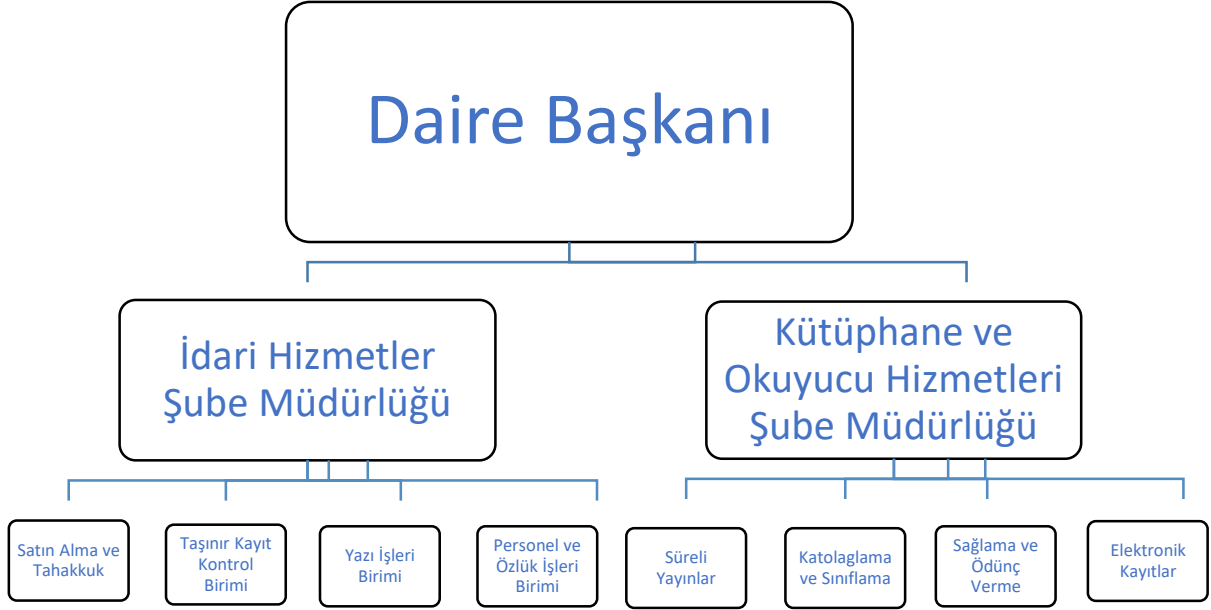 Daire Başkanı
İdari Hizmetler
Şube Müdürlüğü
Kütüphane ve
Okuyucu Hizmetleri
Şube Müdürlüğü
Satın Alma ve
Tahakkuk
Taşınır Kayıt
Kontrol
Birimi
Yazı İşleri
Birimi
Personel ve
Özlük İşleri
Birimi
Süreli
Yayınlar
Katolaglama
ve Sınıflama
Sağlama ve
Ödünç
Verme
Elektronik
Kayıtlar